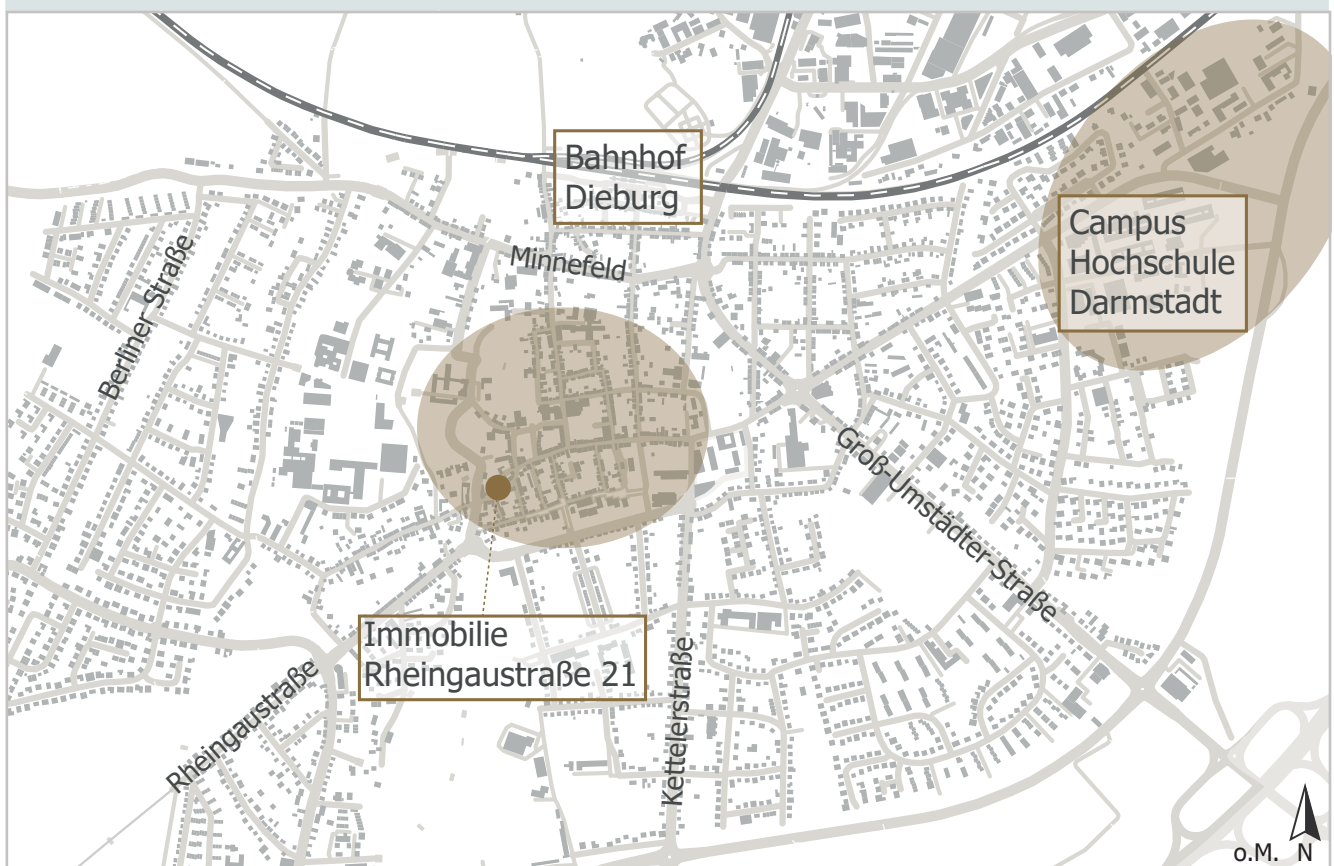 Bahnhof
Dieburg
Campus
Hochschule
Darmstadt
Minnefeld
Berliner-Straße
Groß-Umstädter-Straße
Immobilie
Rheingaustraße 21
Rheingaustraße
Kettelerstraße
o.M. N